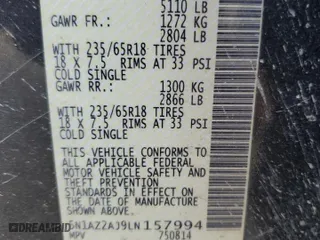 5110 LB
GAWR FR.: 1272 KG
2804 LB
WITH 235/65R18 TIRES
18 X 7.5 RIMS AT 33 PSI
COLD SINGLE
GAWR RR.: 1300 KG
2866 LB
WITH 235/65R18 TIRES
18 X 7.5 RIMS AT 33 PSI
COLD SINGLE
THIS VEHICLE CONFORMS TO
ALL APPLICABLE FEDERAL
MOTOR VEHICLE SAFETY AND
THEFT PREVENTION
STANDARDS IN EFFECT ON
THE DATE OF MANUFACTURE
SHOWN ABOVE.
5N1AZ2AJ9LN157994
MPV 750814